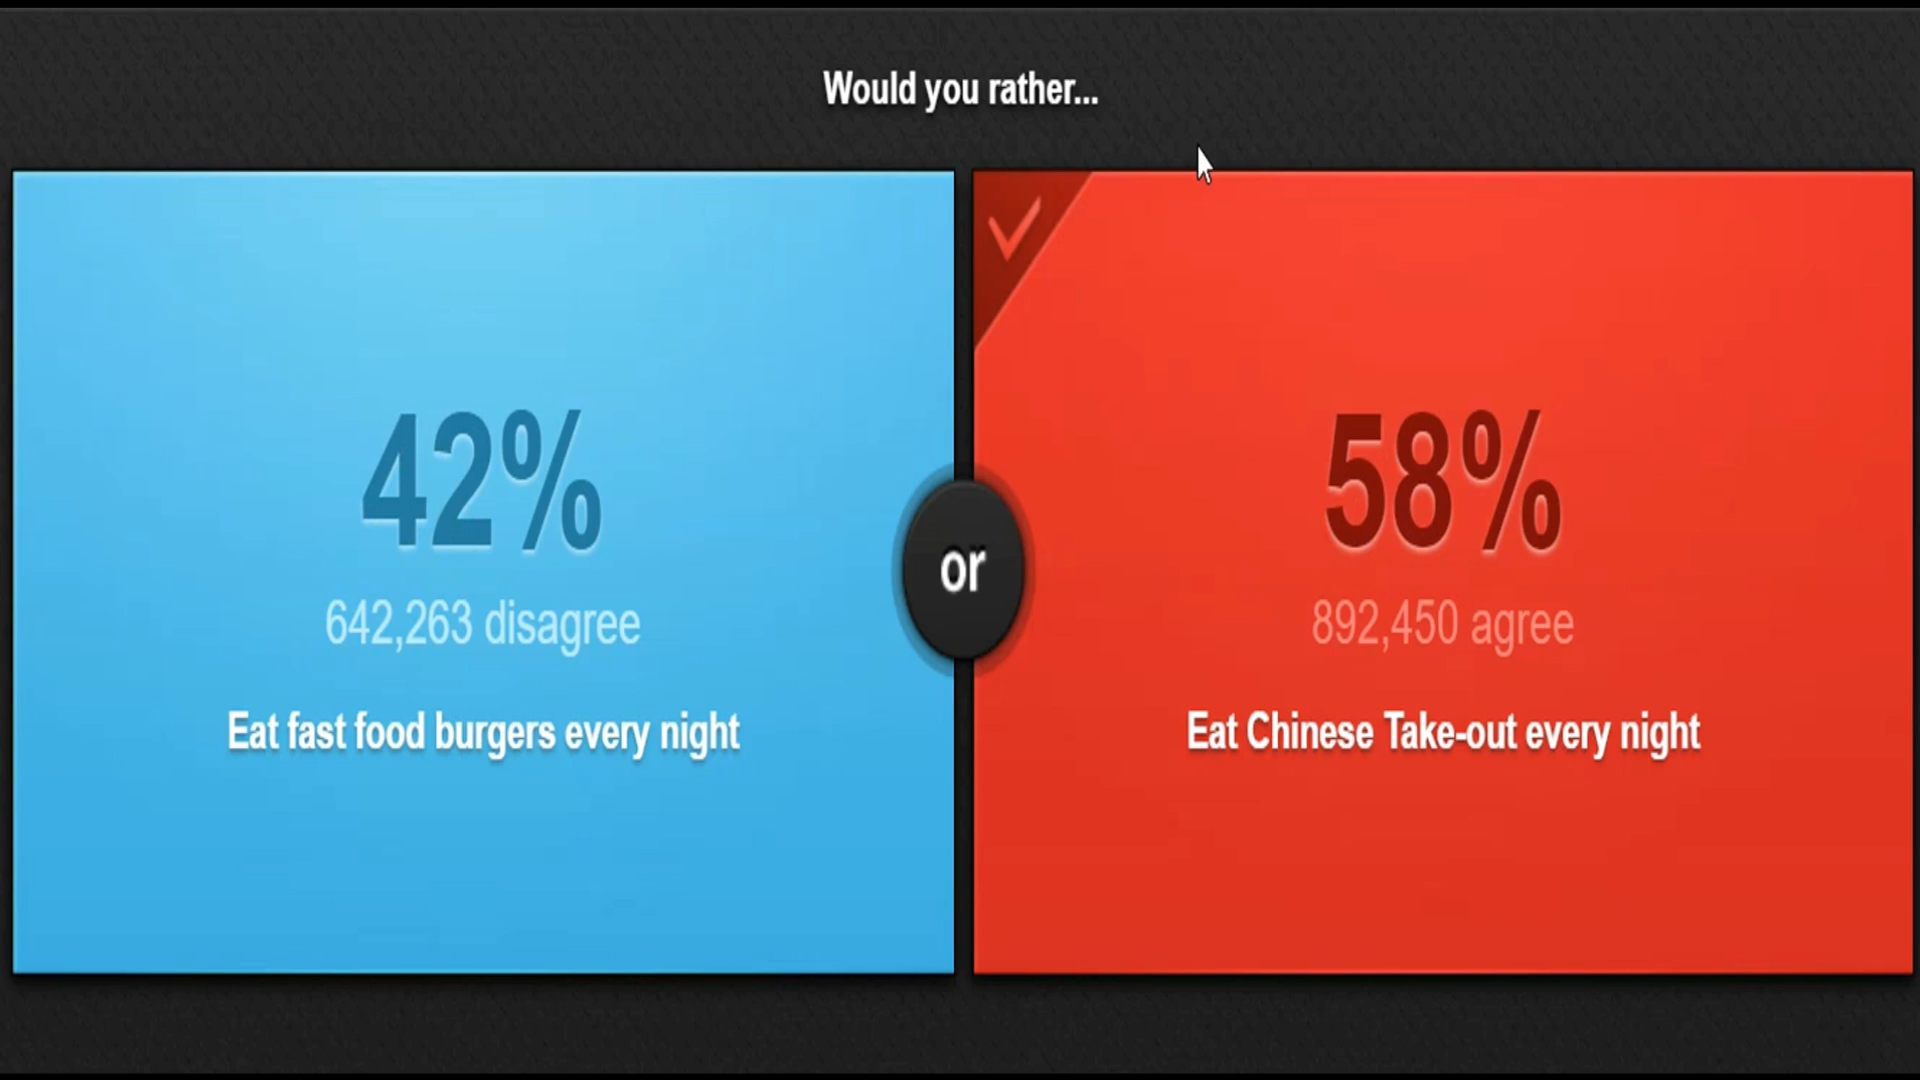 Would you rather...
42%
642,263 disagree
Eat fast food burgers every night
or
58%
892,450 agree
Eat Chinese Take-out every night